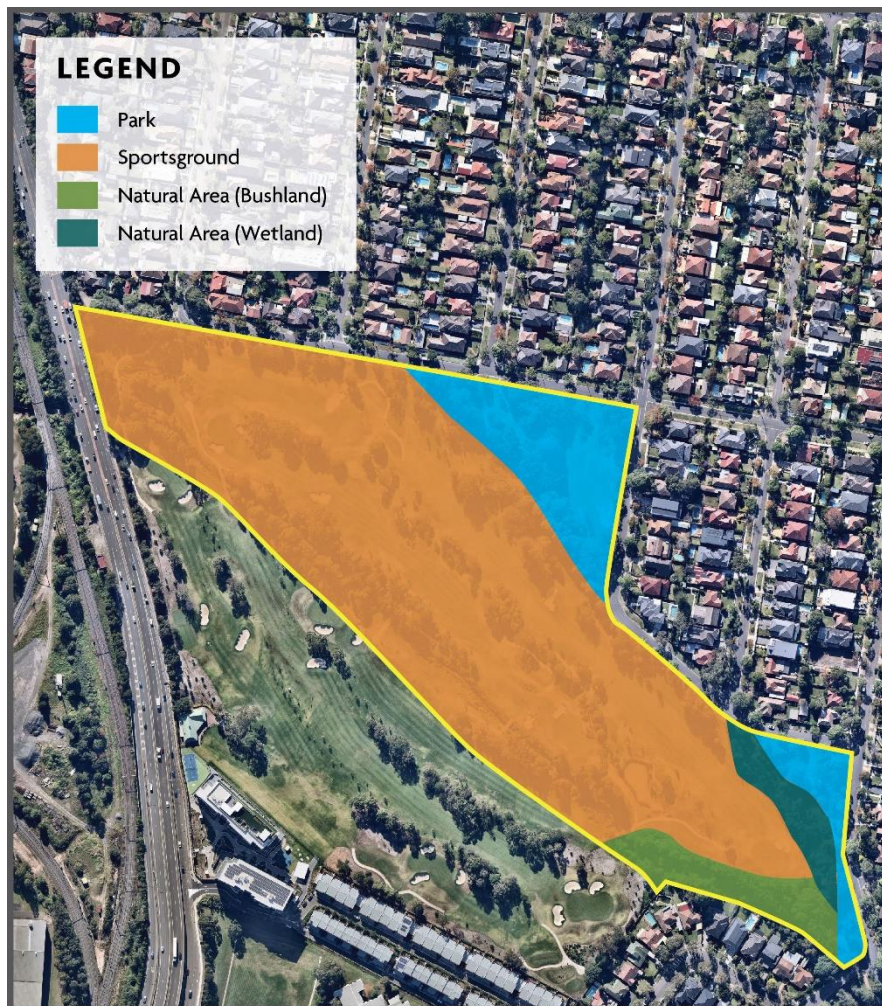 LEGEND
Park
Sportsground
Natural Area (Bushland)
Natural Area (Wetland)